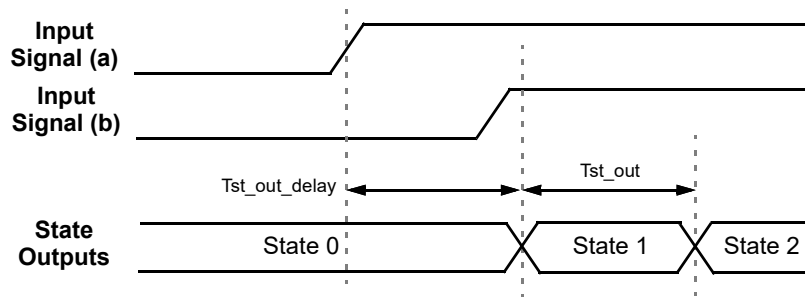 Input
Signal (a)
Input
Signal (b)
Tst_out_delay
Tst_out
State
Outputs
State 0
State 1
State 2